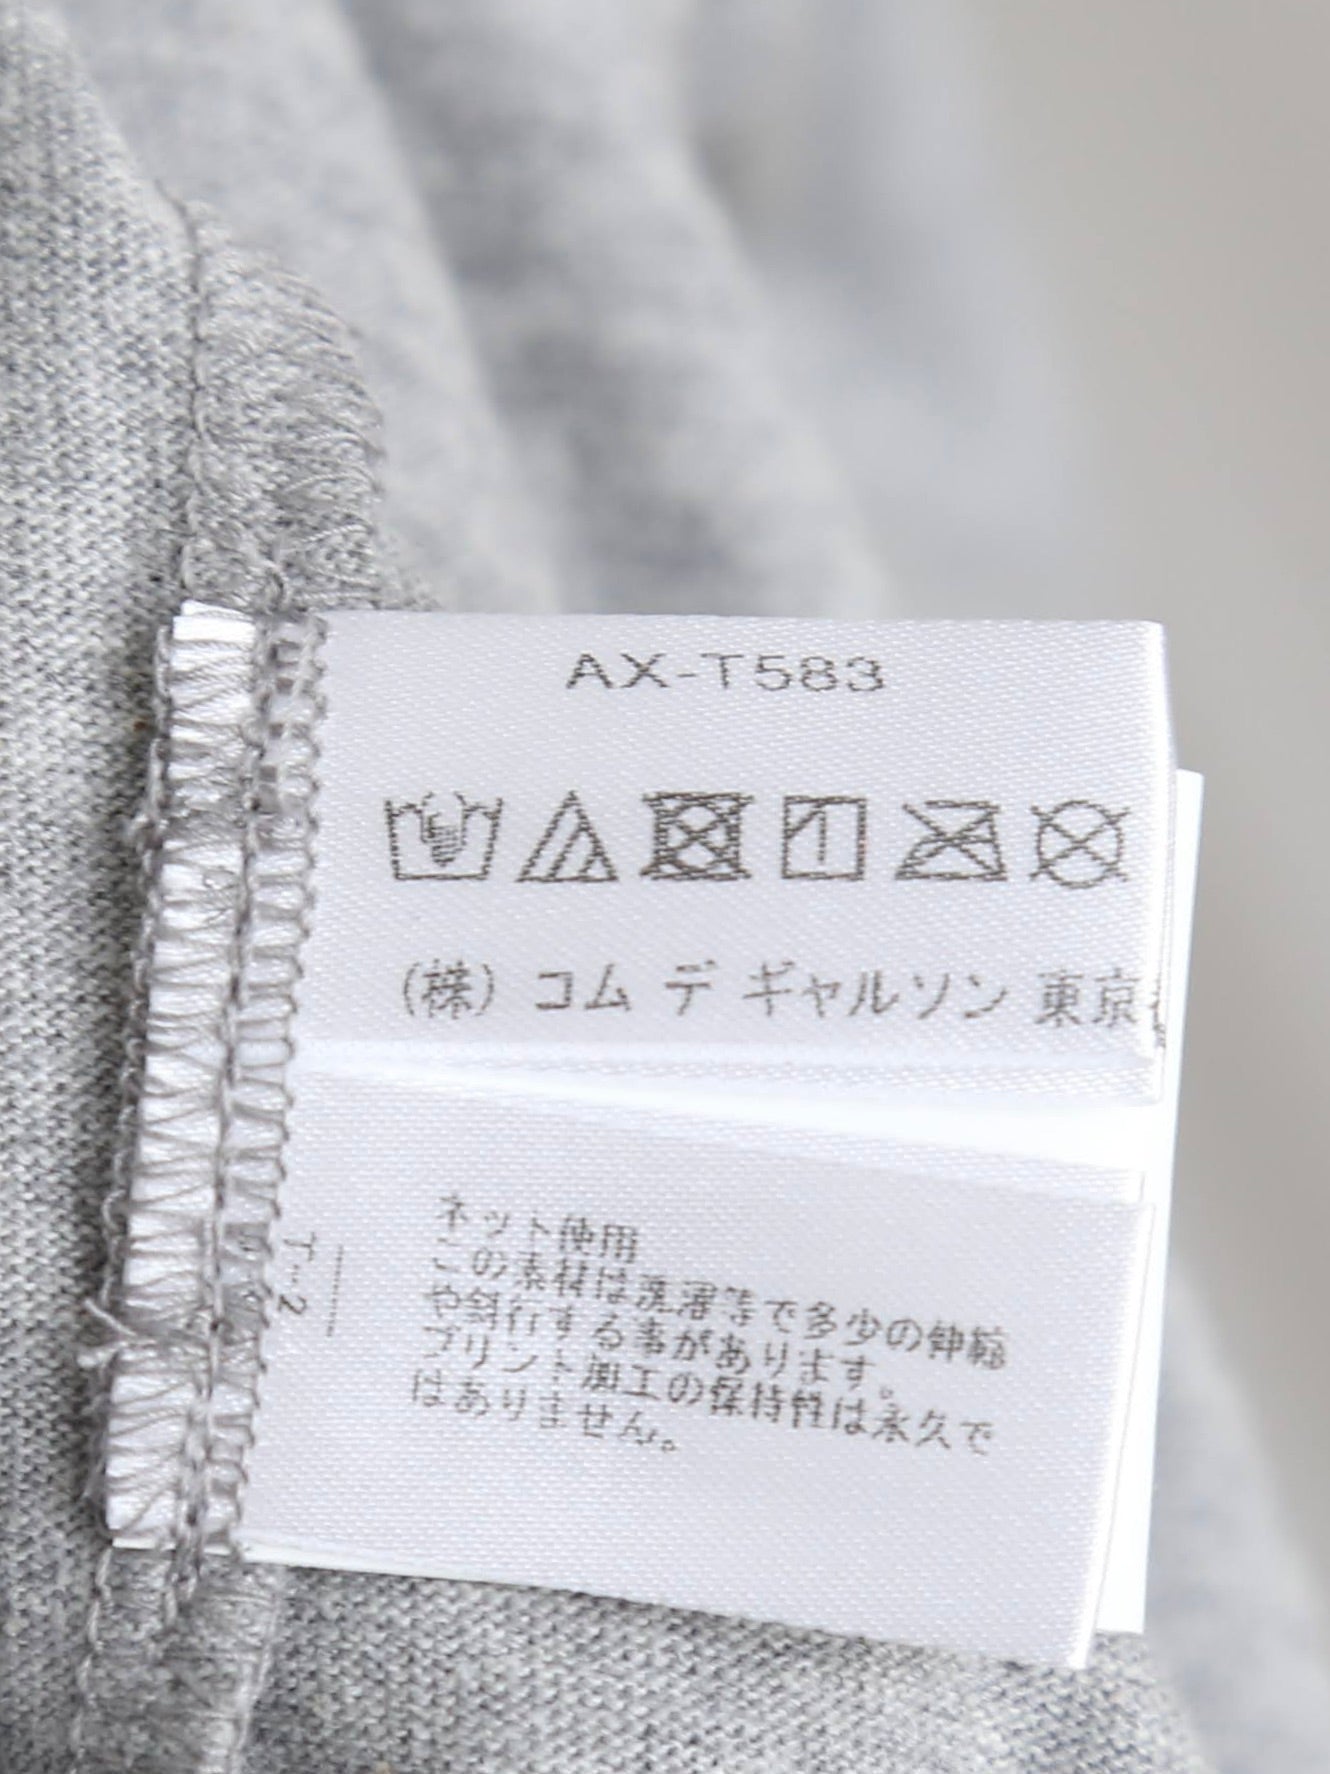 AX-T583
(株) コム デ ギャルソン 東京
T-2
ネット使用
この素材は洗濯等で多少の伸縮
や斜行する事があります。
プリント加工の保持性は永久で
はありません。